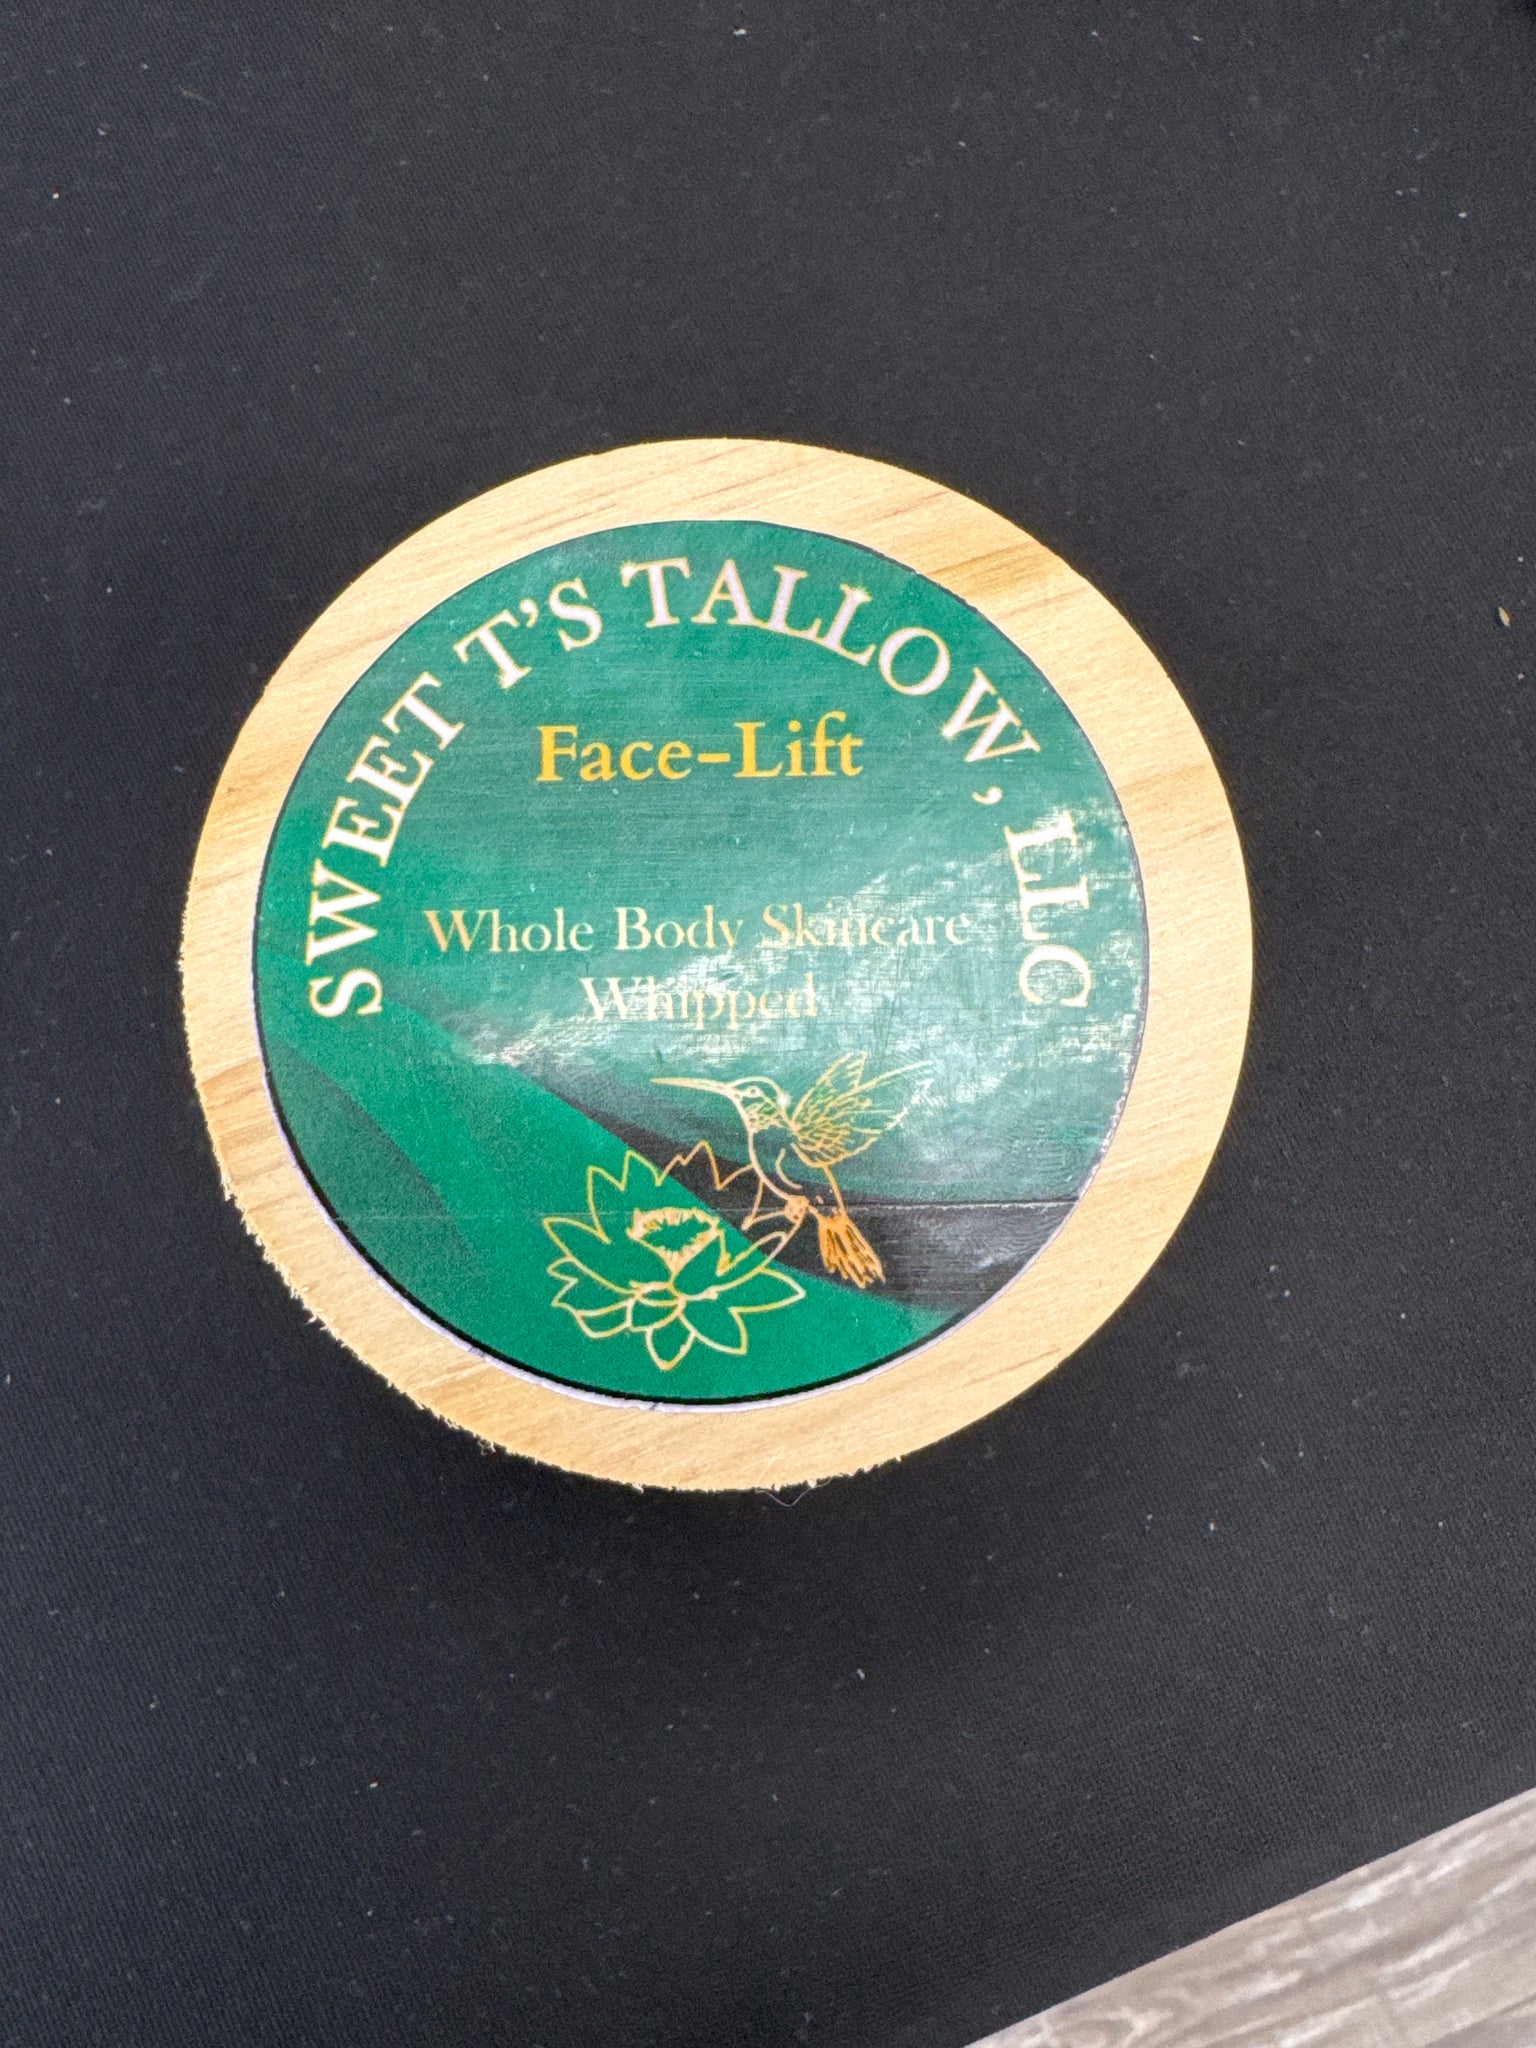 SWEET T'S TALLOW, LLC
Face-Lift
Whole Body Skincare
Whipped